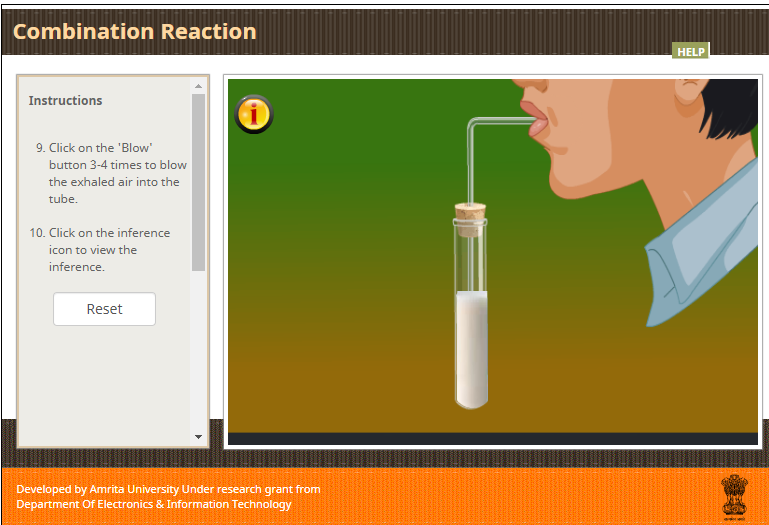 Combination Reaction
HELP
Instructions
9. Click on the 'Blow'
button 3-4 times to blow
the exhaled air into the
tube.
10. Click on the inference
icon to view the
inference.
Reset
i
Developed by Amrita University Under research grant from
Department Of Electronics & Information Technology